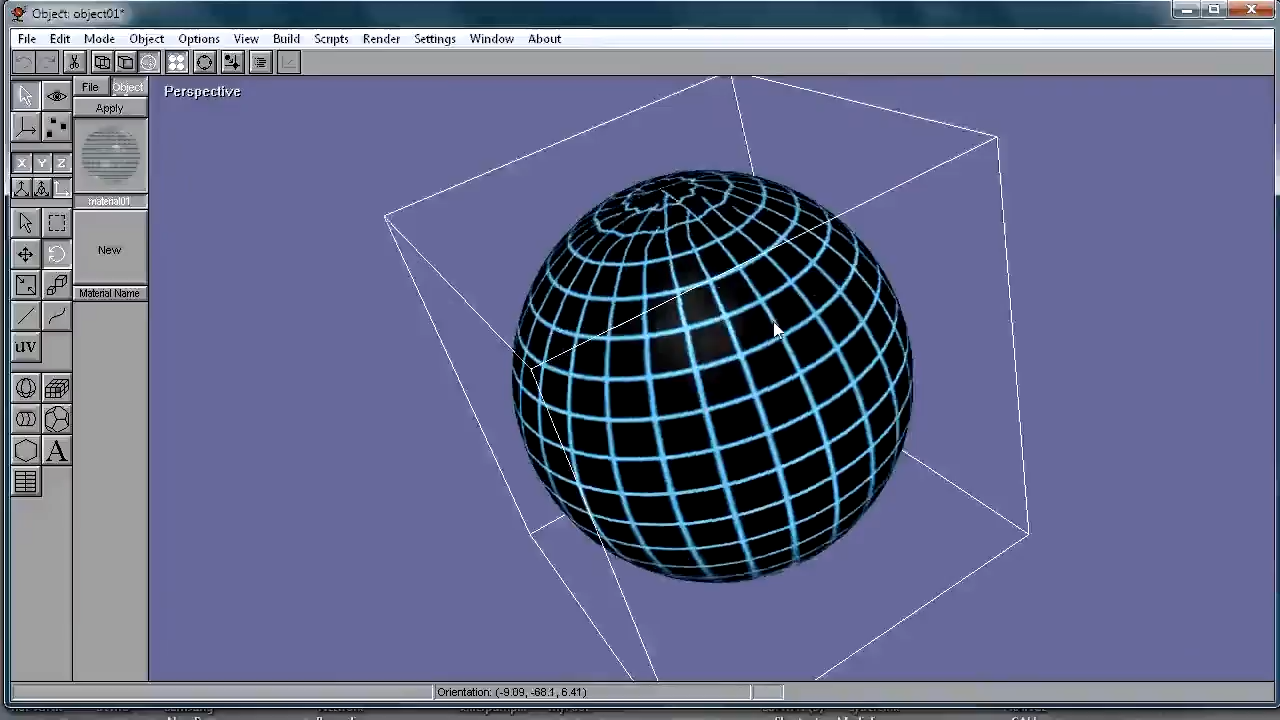 Object: object01*
File Edit Mode Object Options View Build Scripts Render Settings Window About
File Object
Perspective
Apply
X Y Z
material01
New
Material Name
uv
A
Orientation: (-9.09, -68.1, 6.41)